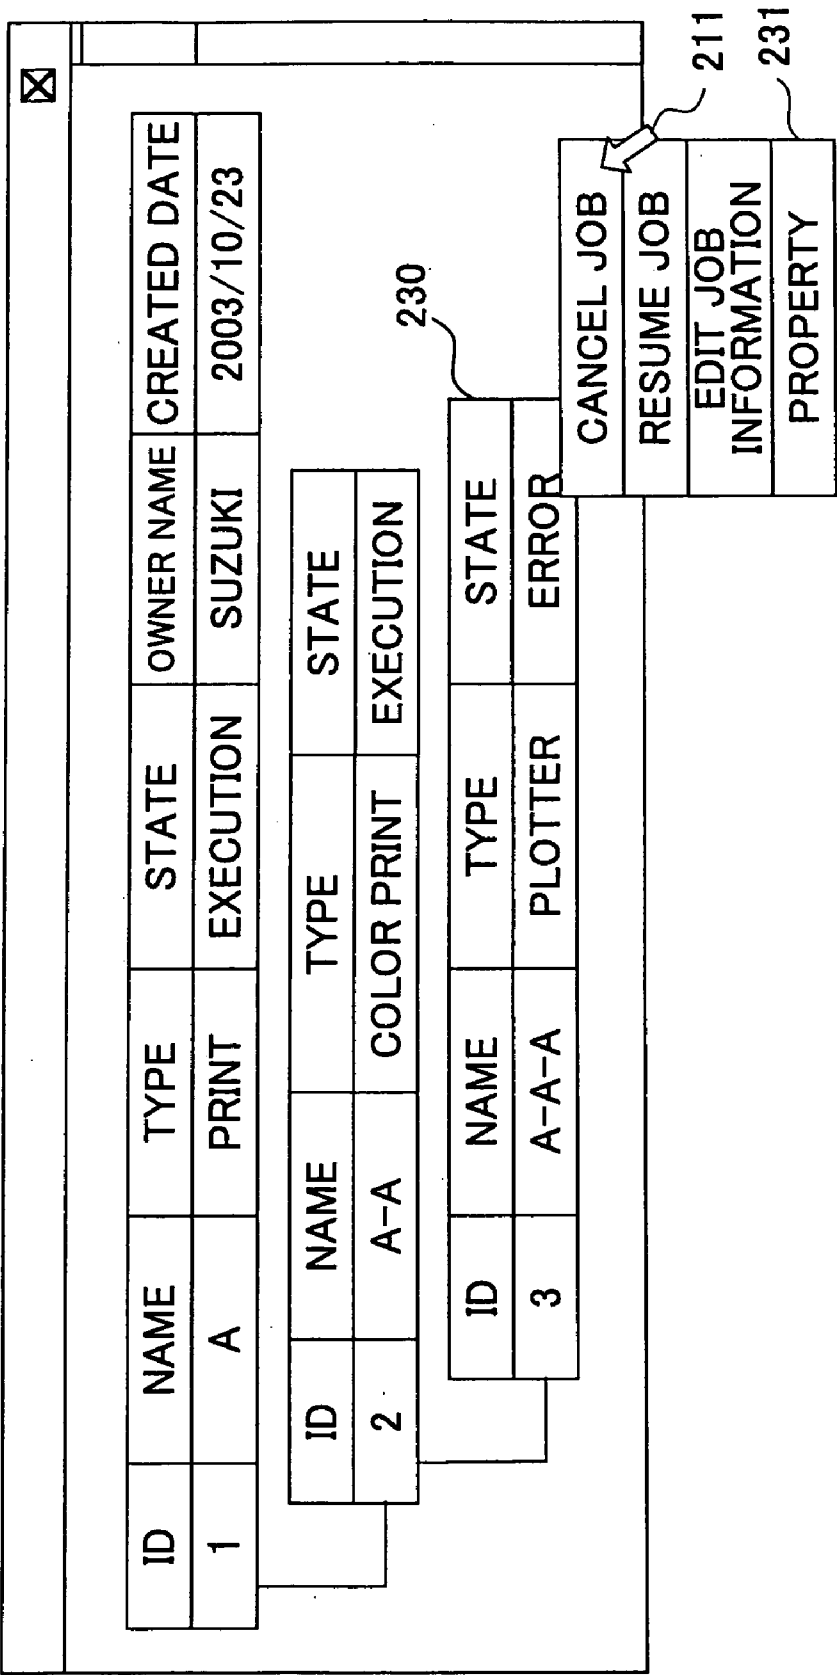 ID NAME TYPE STATE OWNER NAME CREATED DATE
1 A PRINT EXECUTION SUZUKI 2003/10/23
ID NAME TYPE STATE
2 A-A COLOR PRINT EXECUTION
230
ID NAME TYPE STATE
3 A-A-A PLOTTER ERROR
CANCEL JOB
RESUME JOB
EDIT JOB
INFORMATION
PROPERTY
211
231